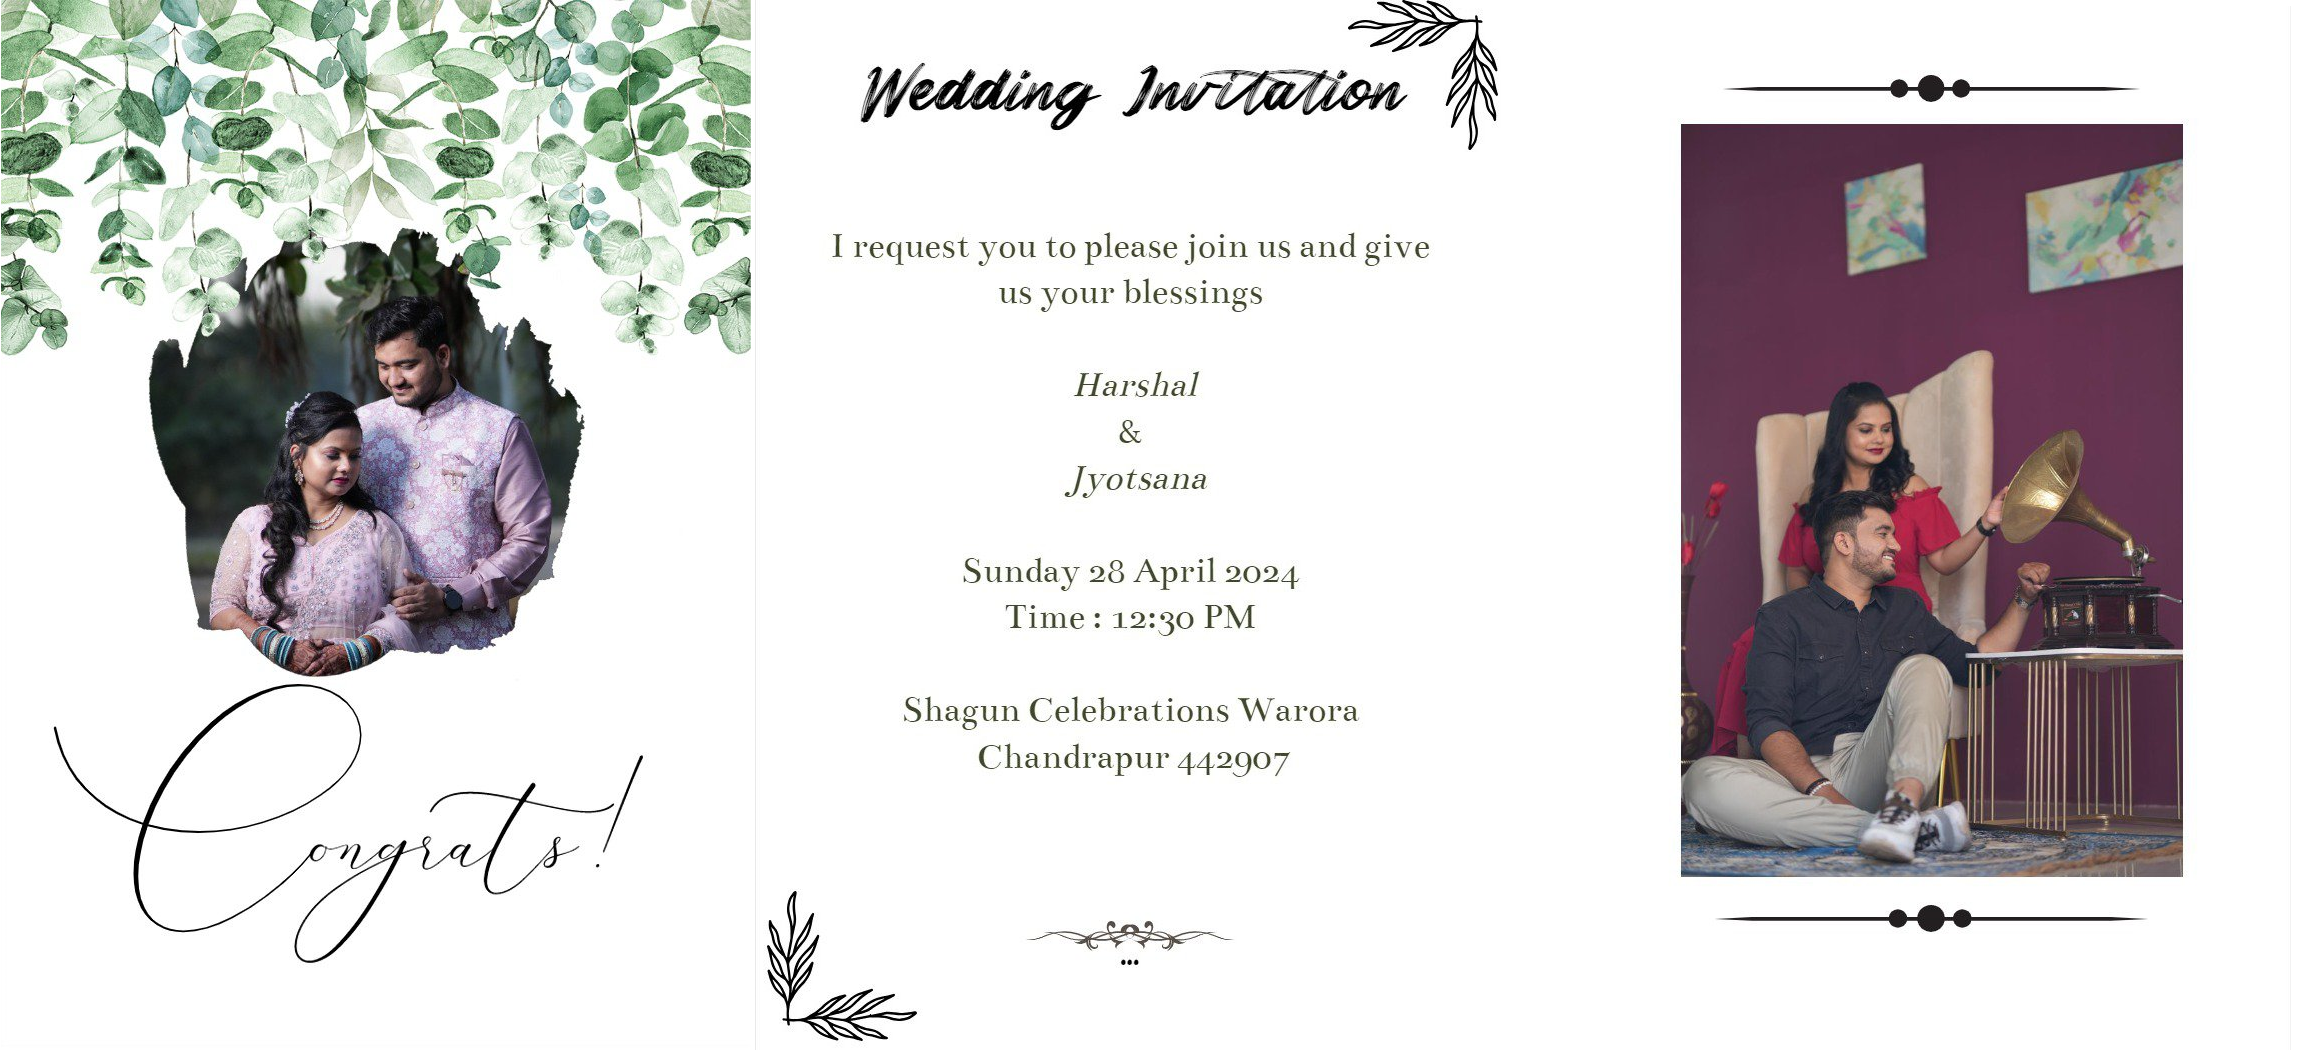 Congrats!
Wedding Invitation
I request you to please join us and give
us your blessings
Harshal
&
Jyotsana
Sunday 28 April 2024
Time : 12:30 PM
Shagun Celebrations Warora
Chandrapur 442907